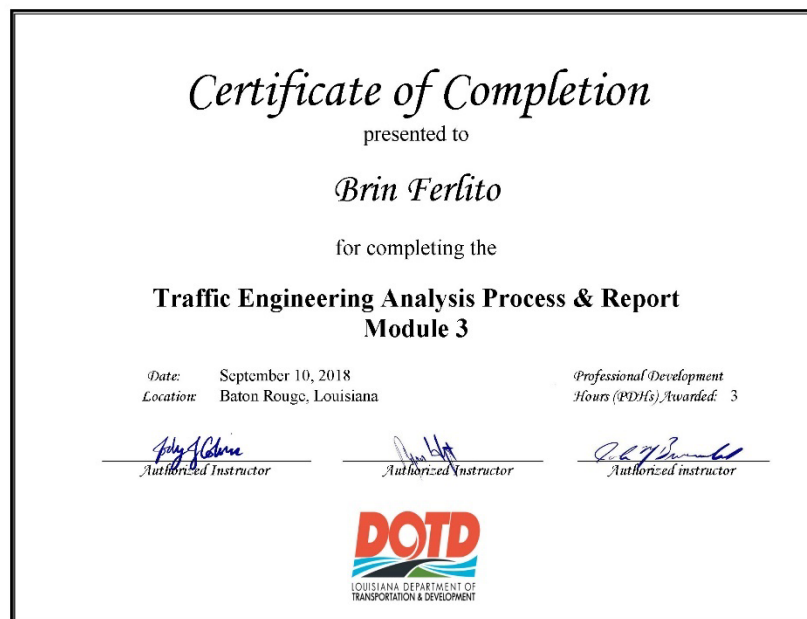 Certificate of Completion
presented to
Brin Ferlito
for completing the
Traffic Engineering Analysis Process & Report
Module 3
Date: September 10, 2018
Location: Baton Rouge, Louisiana
Professional Development
Hours (PDHs) Awarded: 3
Authorized Instructor
Authorized Instructor
Authorized instructor
DOTD
LOUISIANA DEPARTMENT OF
TRANSPORTATION & DEVELOPMENT